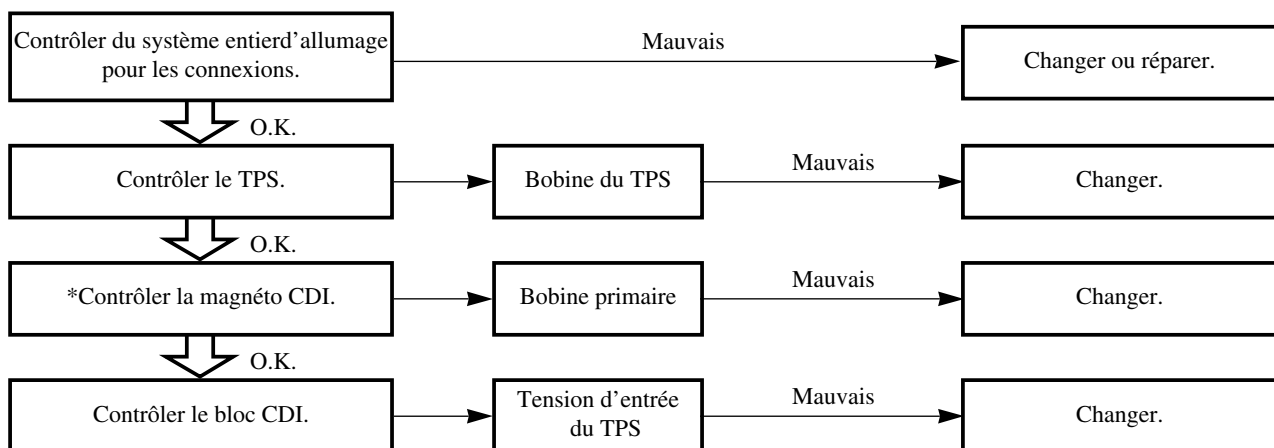 Contrôler du système entierd’allumage
pour les connexions.
Mauvais
Changer ou réparer.
O.K.
Contrôler le TPS.
Bobine du TPS
Mauvais
Changer.
O.K.
*Contrôler la magnéto CDI.
Bobine primaire
Mauvais
Changer.
O.K.
Contrôler le bloc CDI.
Tension d’entrée
du TPS
Mauvais
Changer.